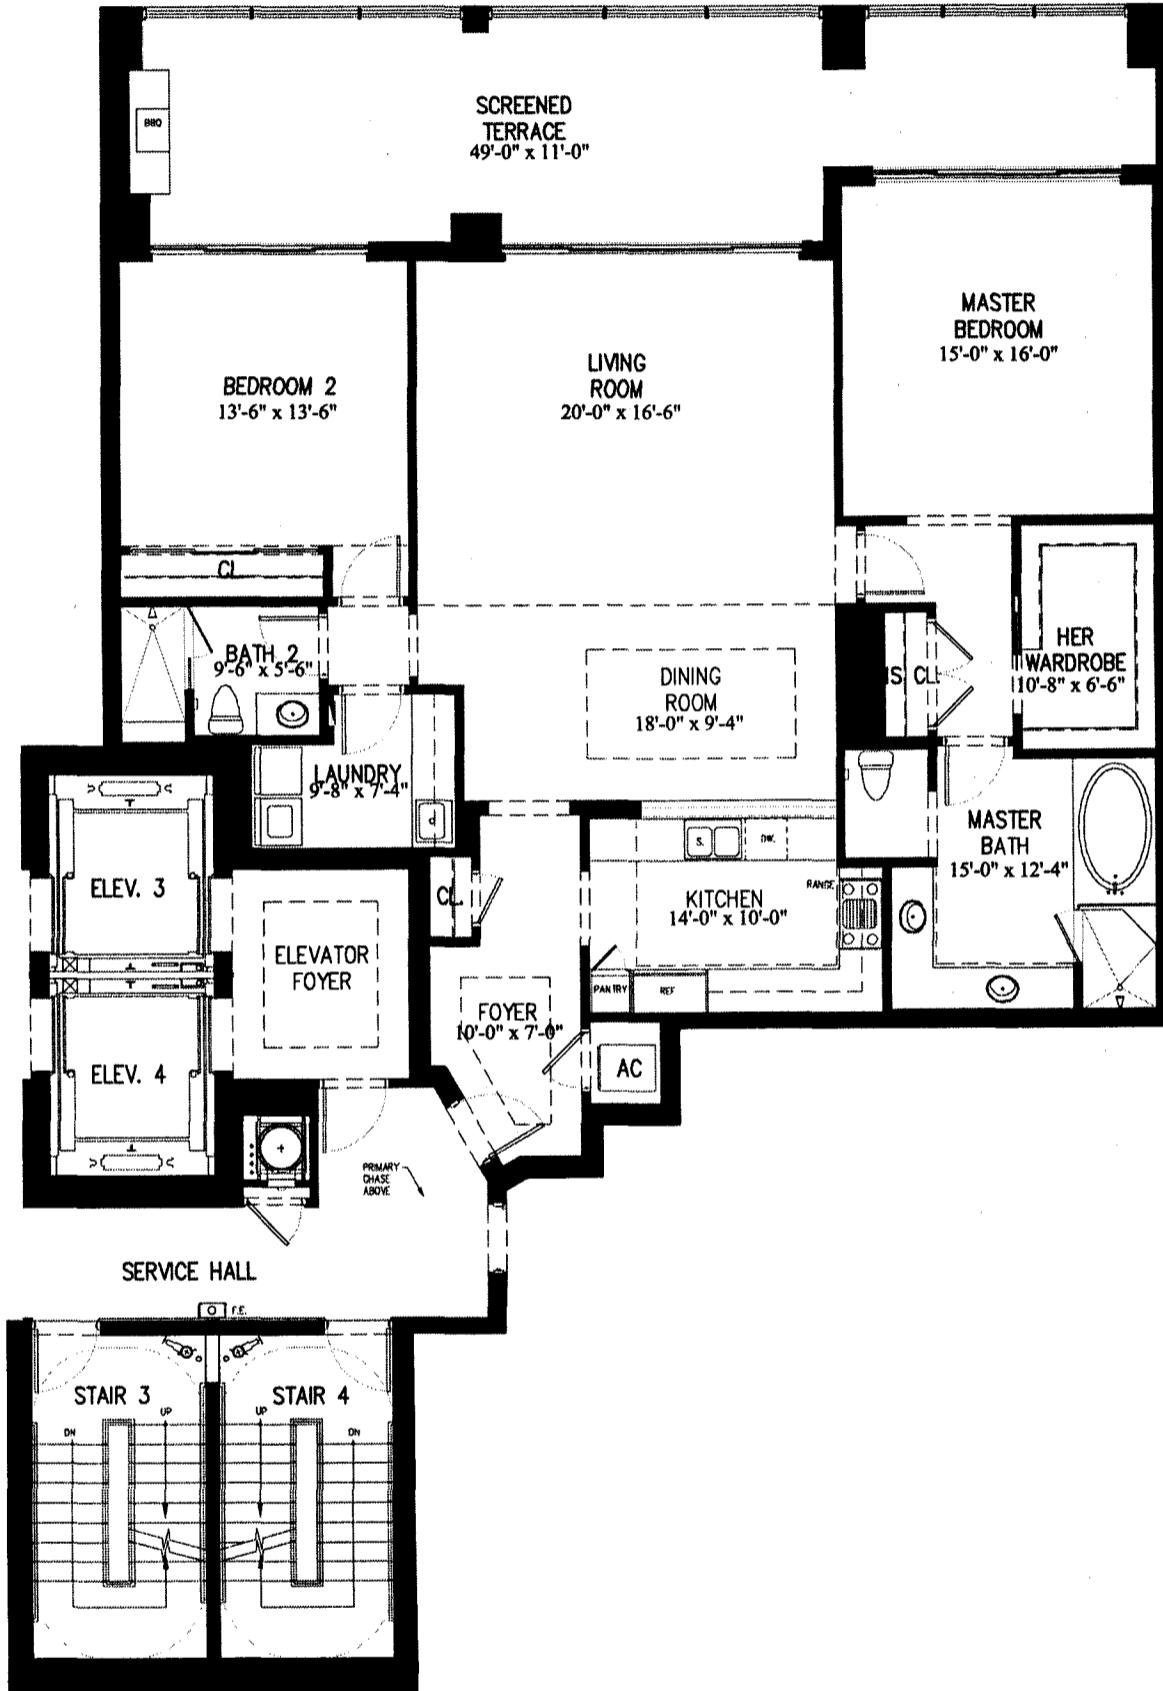 SCREENED
TERRACE
49'-0" x 11'-0"
BBQ
MASTER
BEDROOM
15'-0" x 16'-0"
LIVING
ROOM
20'-0" x 16'-6"
BEDROOM 2
13'-6" x 13'-6"
CL.
BATH 2
9'-6" x 5'-6"
DINING
ROOM
18'-0" x 9'-4"
IS. CL.
HER
WARDROBE
10'-8" x 6'-6"
LAUNDRY
9'-8" x 7'-4"
S.
DW.
MASTER
BATH
15'-0" x 12'-4"
ELEV. 3
CL.
RANGE
KITCHEN
14'-0" x 10'-0"
ELEVATOR
FOYER
PANTRY
REF
FOYER
10'-0" x 7'-0"
ELEV. 4
AC
PRIMARY
CHASE
ABOVE
SERVICE HALL
F.E.
STAIR 3
STAIR 4
UP
UP
DN
DN